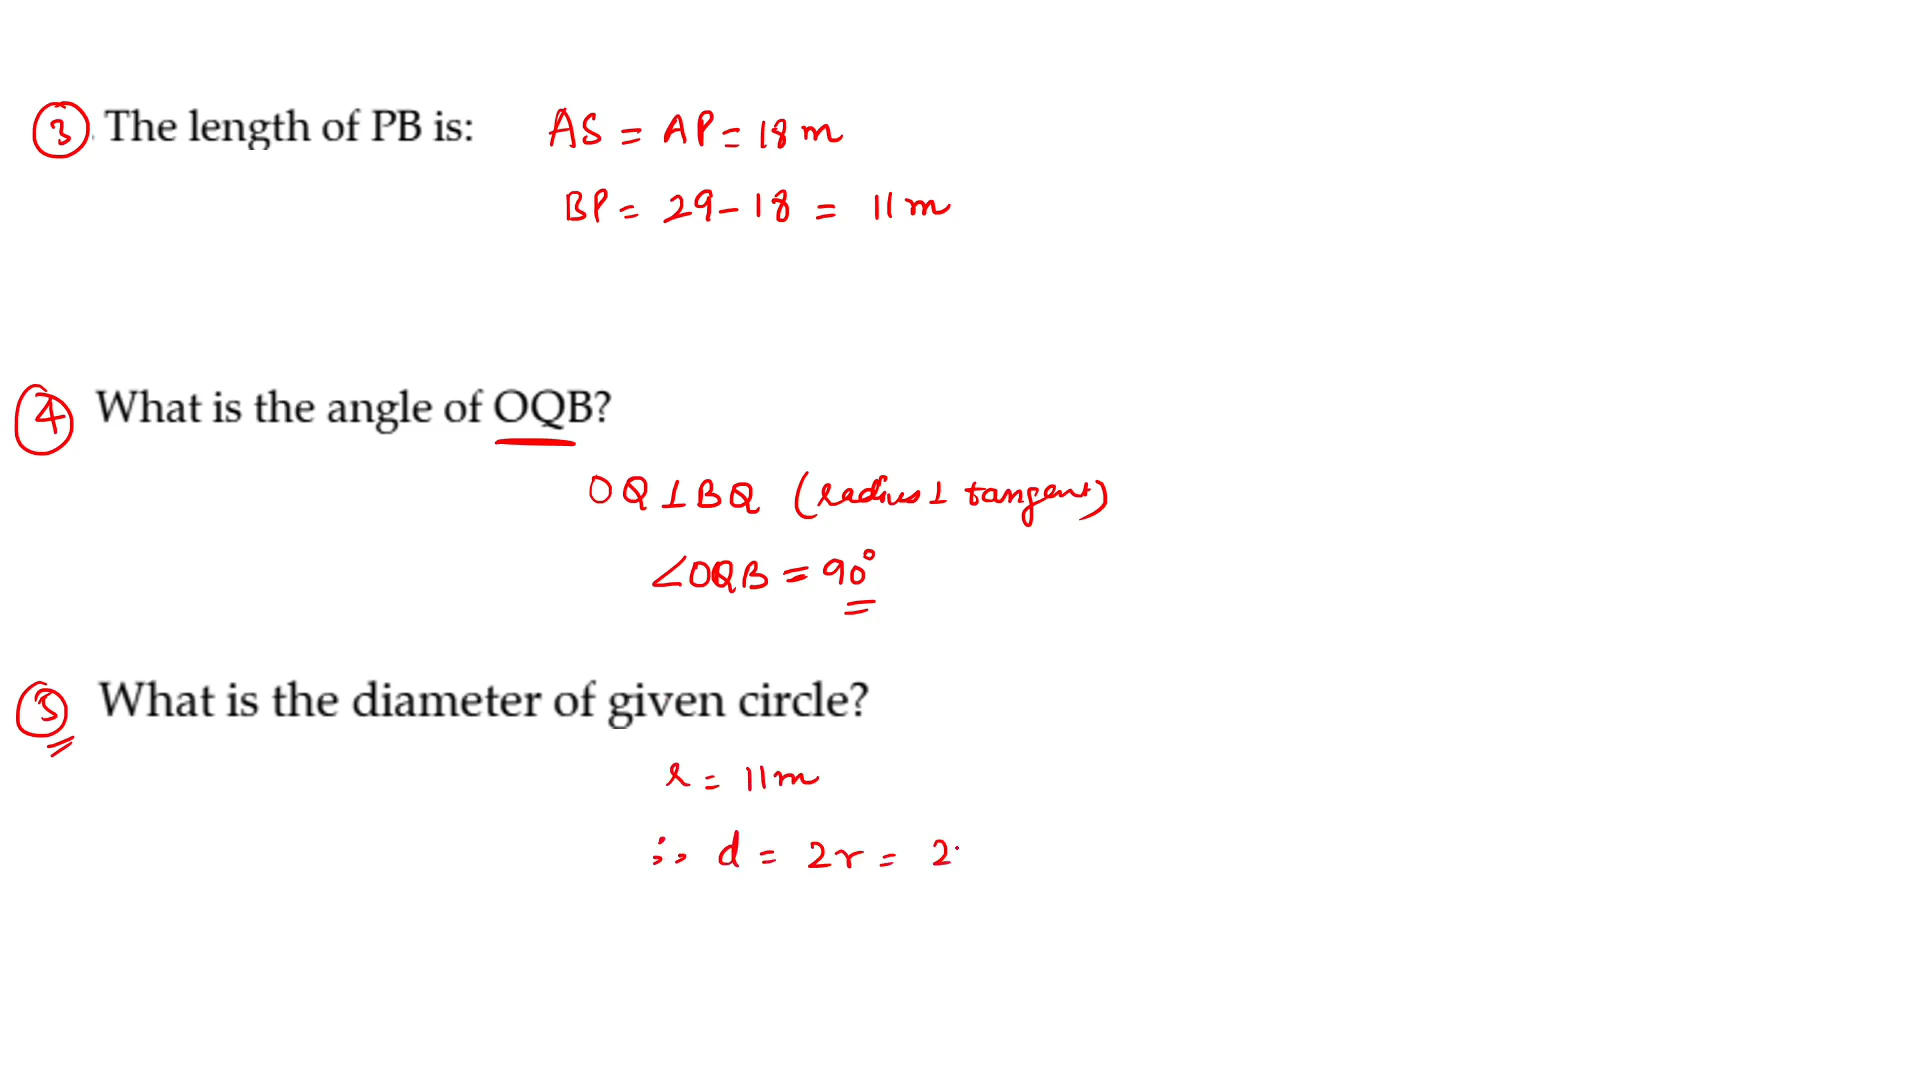 ③. The length of PB is: AS = AP = 18 m
BP = 29 - 18 = 11 m
④ What is the angle of OQB?
OQ ⊥ BQ (radius ⊥ tangent)
∠OQB = 90°
⑤ What is the diameter of given circle?
r = 11m
∴ d = 2r = 2